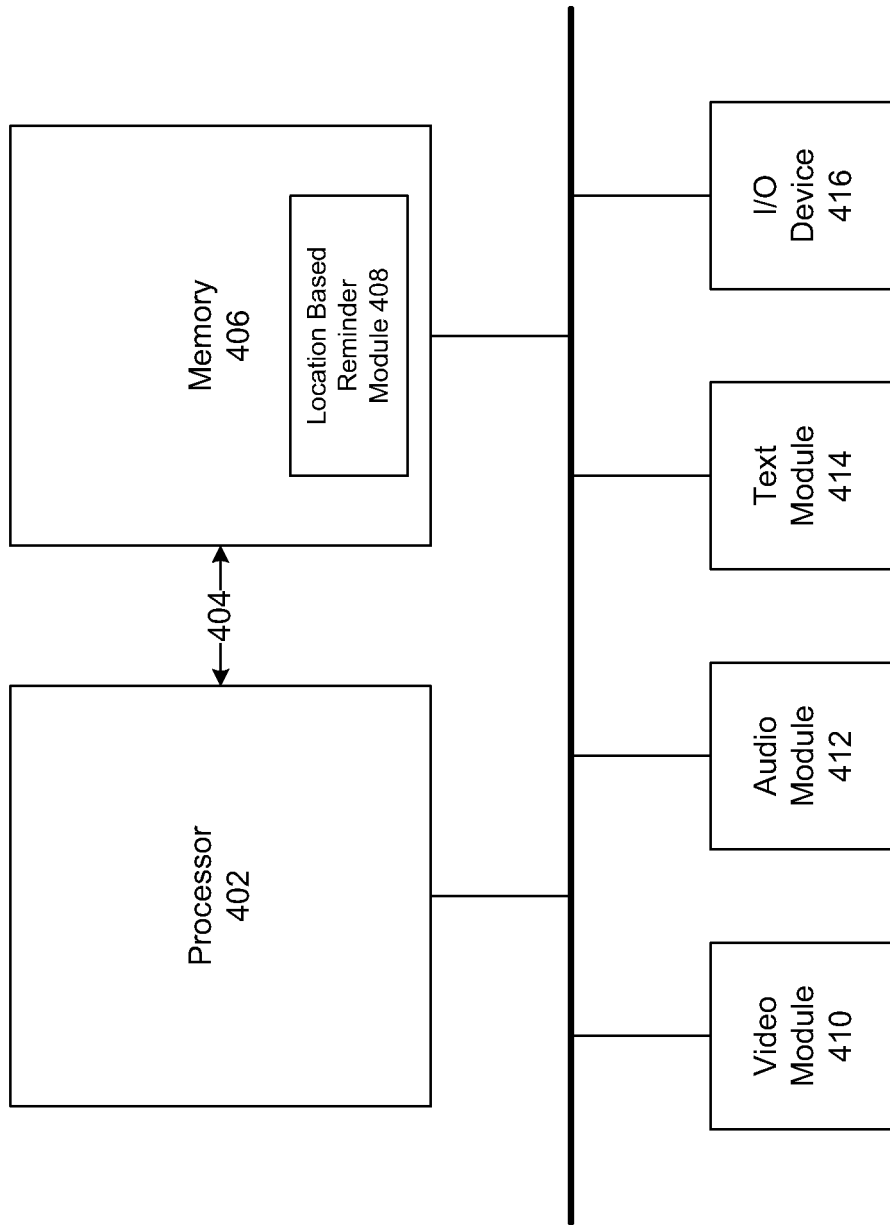 Processor
402
404
Memory
406
Location Based
Reminder
Module 408
Video
Module
410
Audio
Module
412
Text
Module
414
I/O
Device
416